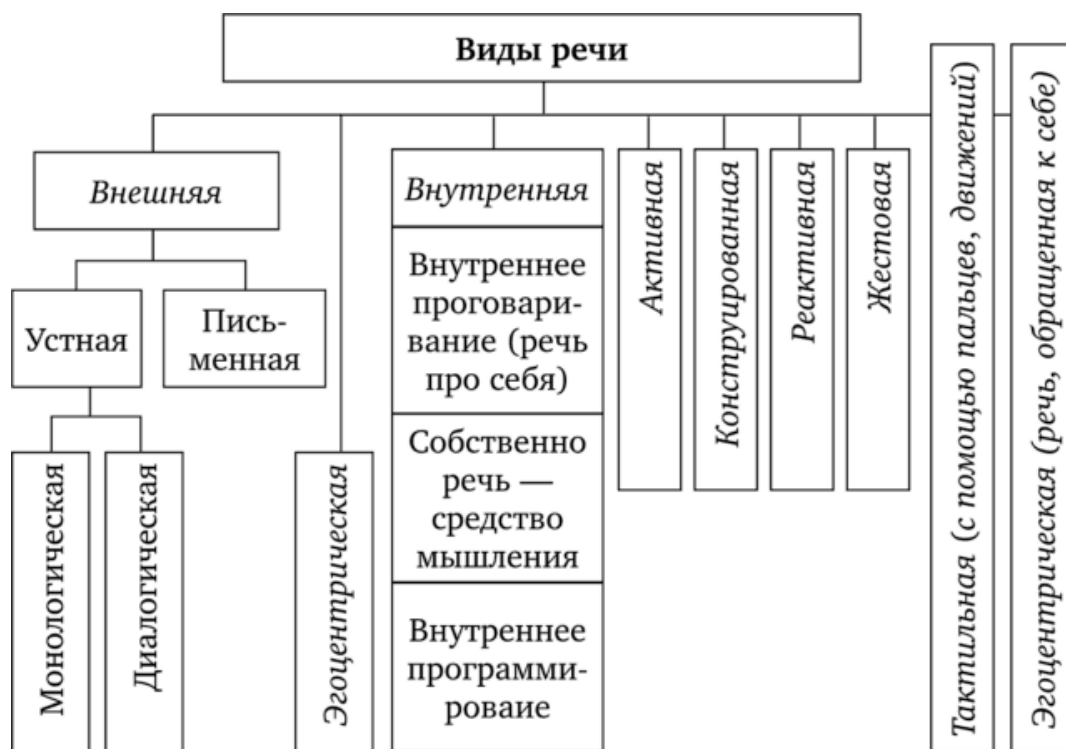 Виды речи
Внешняя
Устная
Пись-
менная
Монологическая
Диалогическая
Эгоцентрическая
Внутренняя
Внутреннее
проговари-
вание (речь
про себя)
Собственно
речь —
средство
мышления
Внутреннее
программи-
роваие
Активная
Конструированная
Реактивная
Жестовая
Тактильная (с помощью пальцев, движений)
Эгоцентрическая (речь, обращенная к себе)